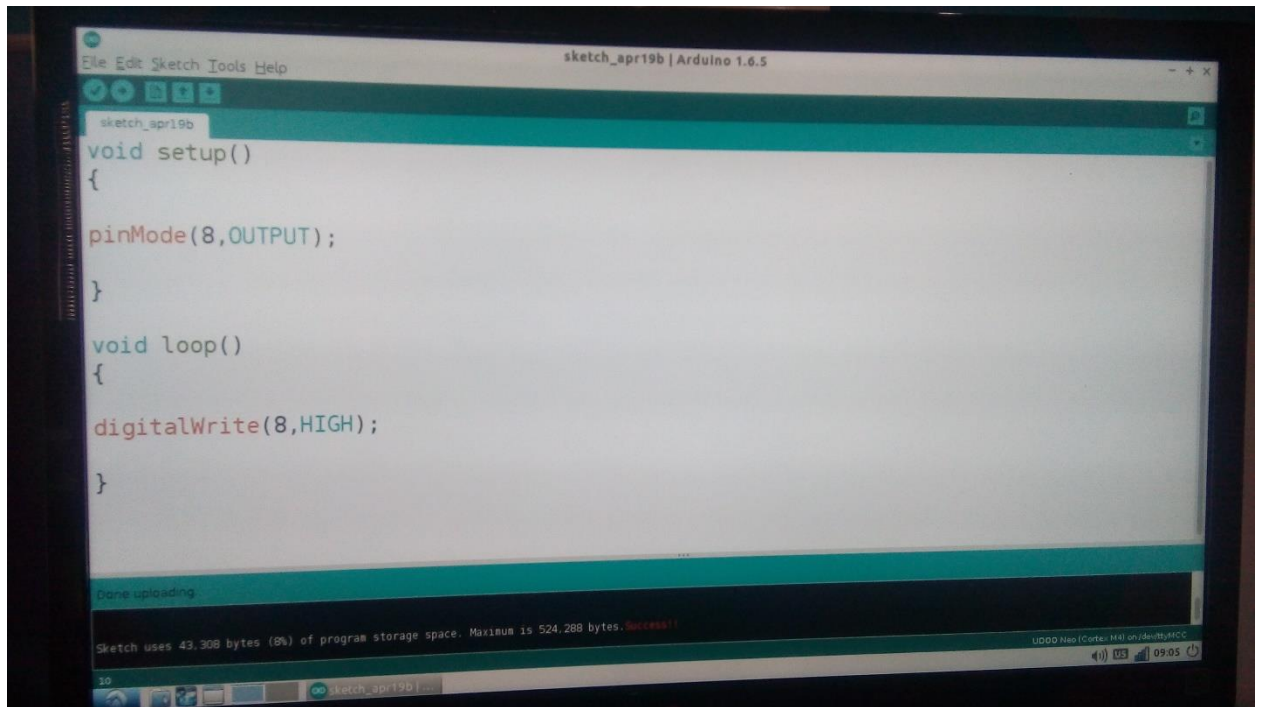 sketch_apr19b | Arduino 1.6.5
File Edit Sketch Tools Help
sketch_apr19b
void setup()
{
pinMode(8,OUTPUT);
}
void loop()
{
digitalWrite(8,HIGH);
}
Done uploading.
Sketch uses 43,308 bytes (8%) of program storage space. Maximum is 524,288 bytes.Success!!
10
UDOO Neo (Cortex M4) on /dev/ttyMCC
US 09:05
sketch_apr19b | ...